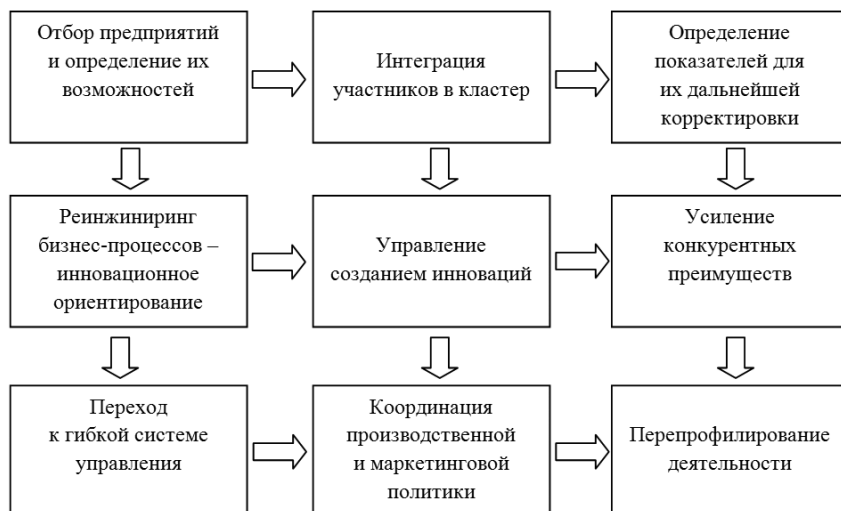 Отбор предприятий
и определение их
возможностей
Интеграция
участников в кластер
Определение
показателей для
их дальнейшей
корректировки
Реинжиниринг
бизнес-процессов –
инновационное
ориентирование
Управление
созданием инноваций
Усиление
конкурентных
преимуществ
Переход
к гибкой системе
управления
Координация
производственной
и маркетинговой
политики
Перепрофилирование
деятельности